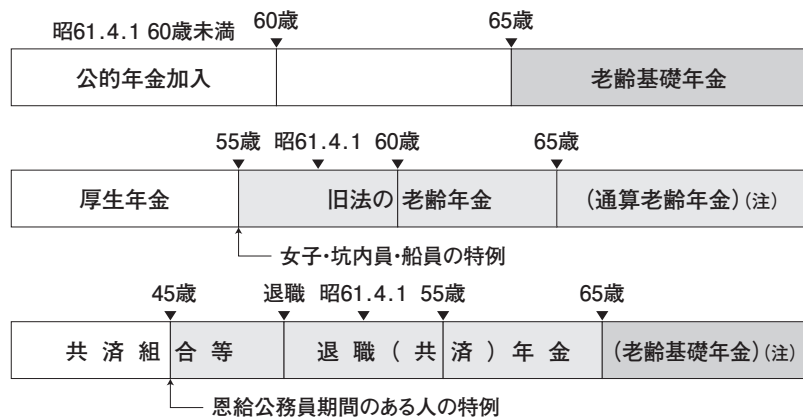 昭61.4.1 60歳未満 60歳 65歳
公的年金加入 老齢基礎年金
55歳 昭61.4.1 60歳 65歳
厚生年金 旧法の老齢年金 (通算老齢年金)(注)
女子・坑内員・船員の特例
45歳 退職 昭61.4.1 55歳 65歳
共済組合等 退職(共済)年金 (老齢基礎年金)(注)
恩給公務員期間のある人の特例